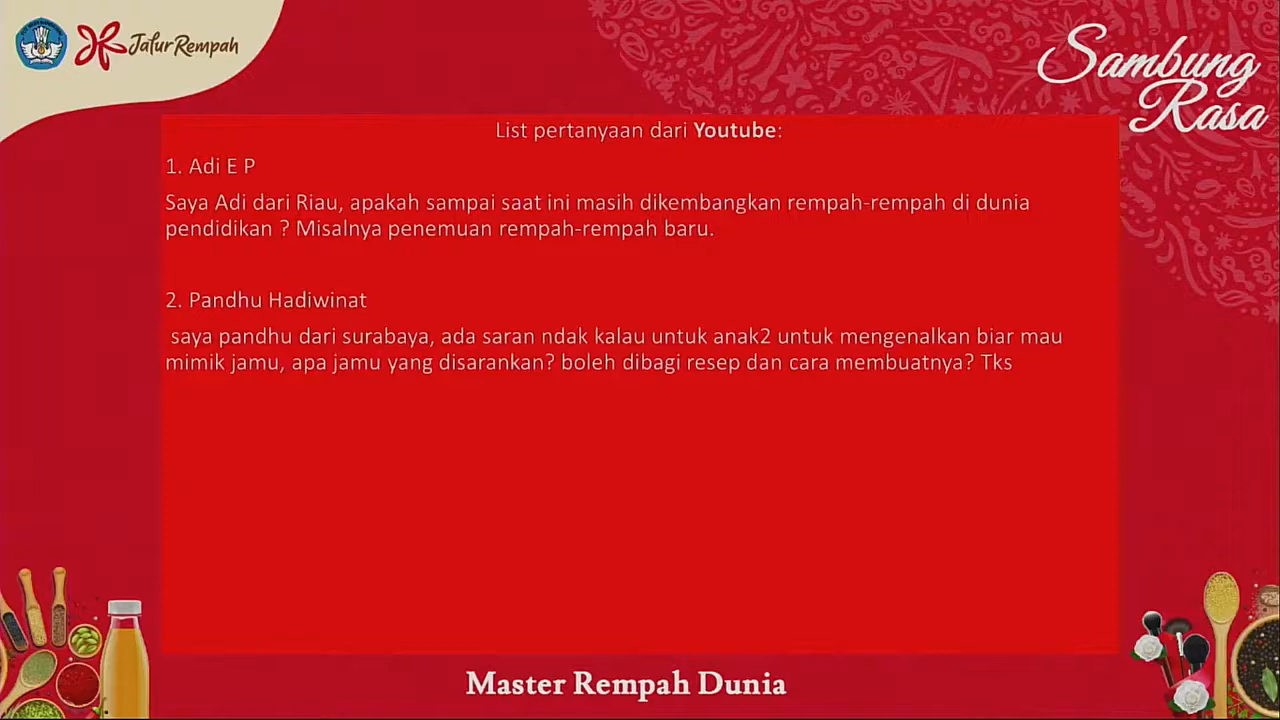 Jalur Rempah
Sambung
Rasa
List pertanyaan dari Youtube:
1. Adi E P
Saya Adi dari Riau, apakah sampai saat ini masih dikembangkan rempah-rempah di dunia
pendidikan ? Misalnya penemuan rempah-rempah baru.
2. Pandhu Hadiwinat
saya pandhu dari surabaya, ada saran ndak kalau untuk anak2 untuk mengenalkan biar mau
mimik jamu, apa jamu yang disarankan? boleh dibagi resep dan cara membuatnya? Tks
Master Rempah Dunia